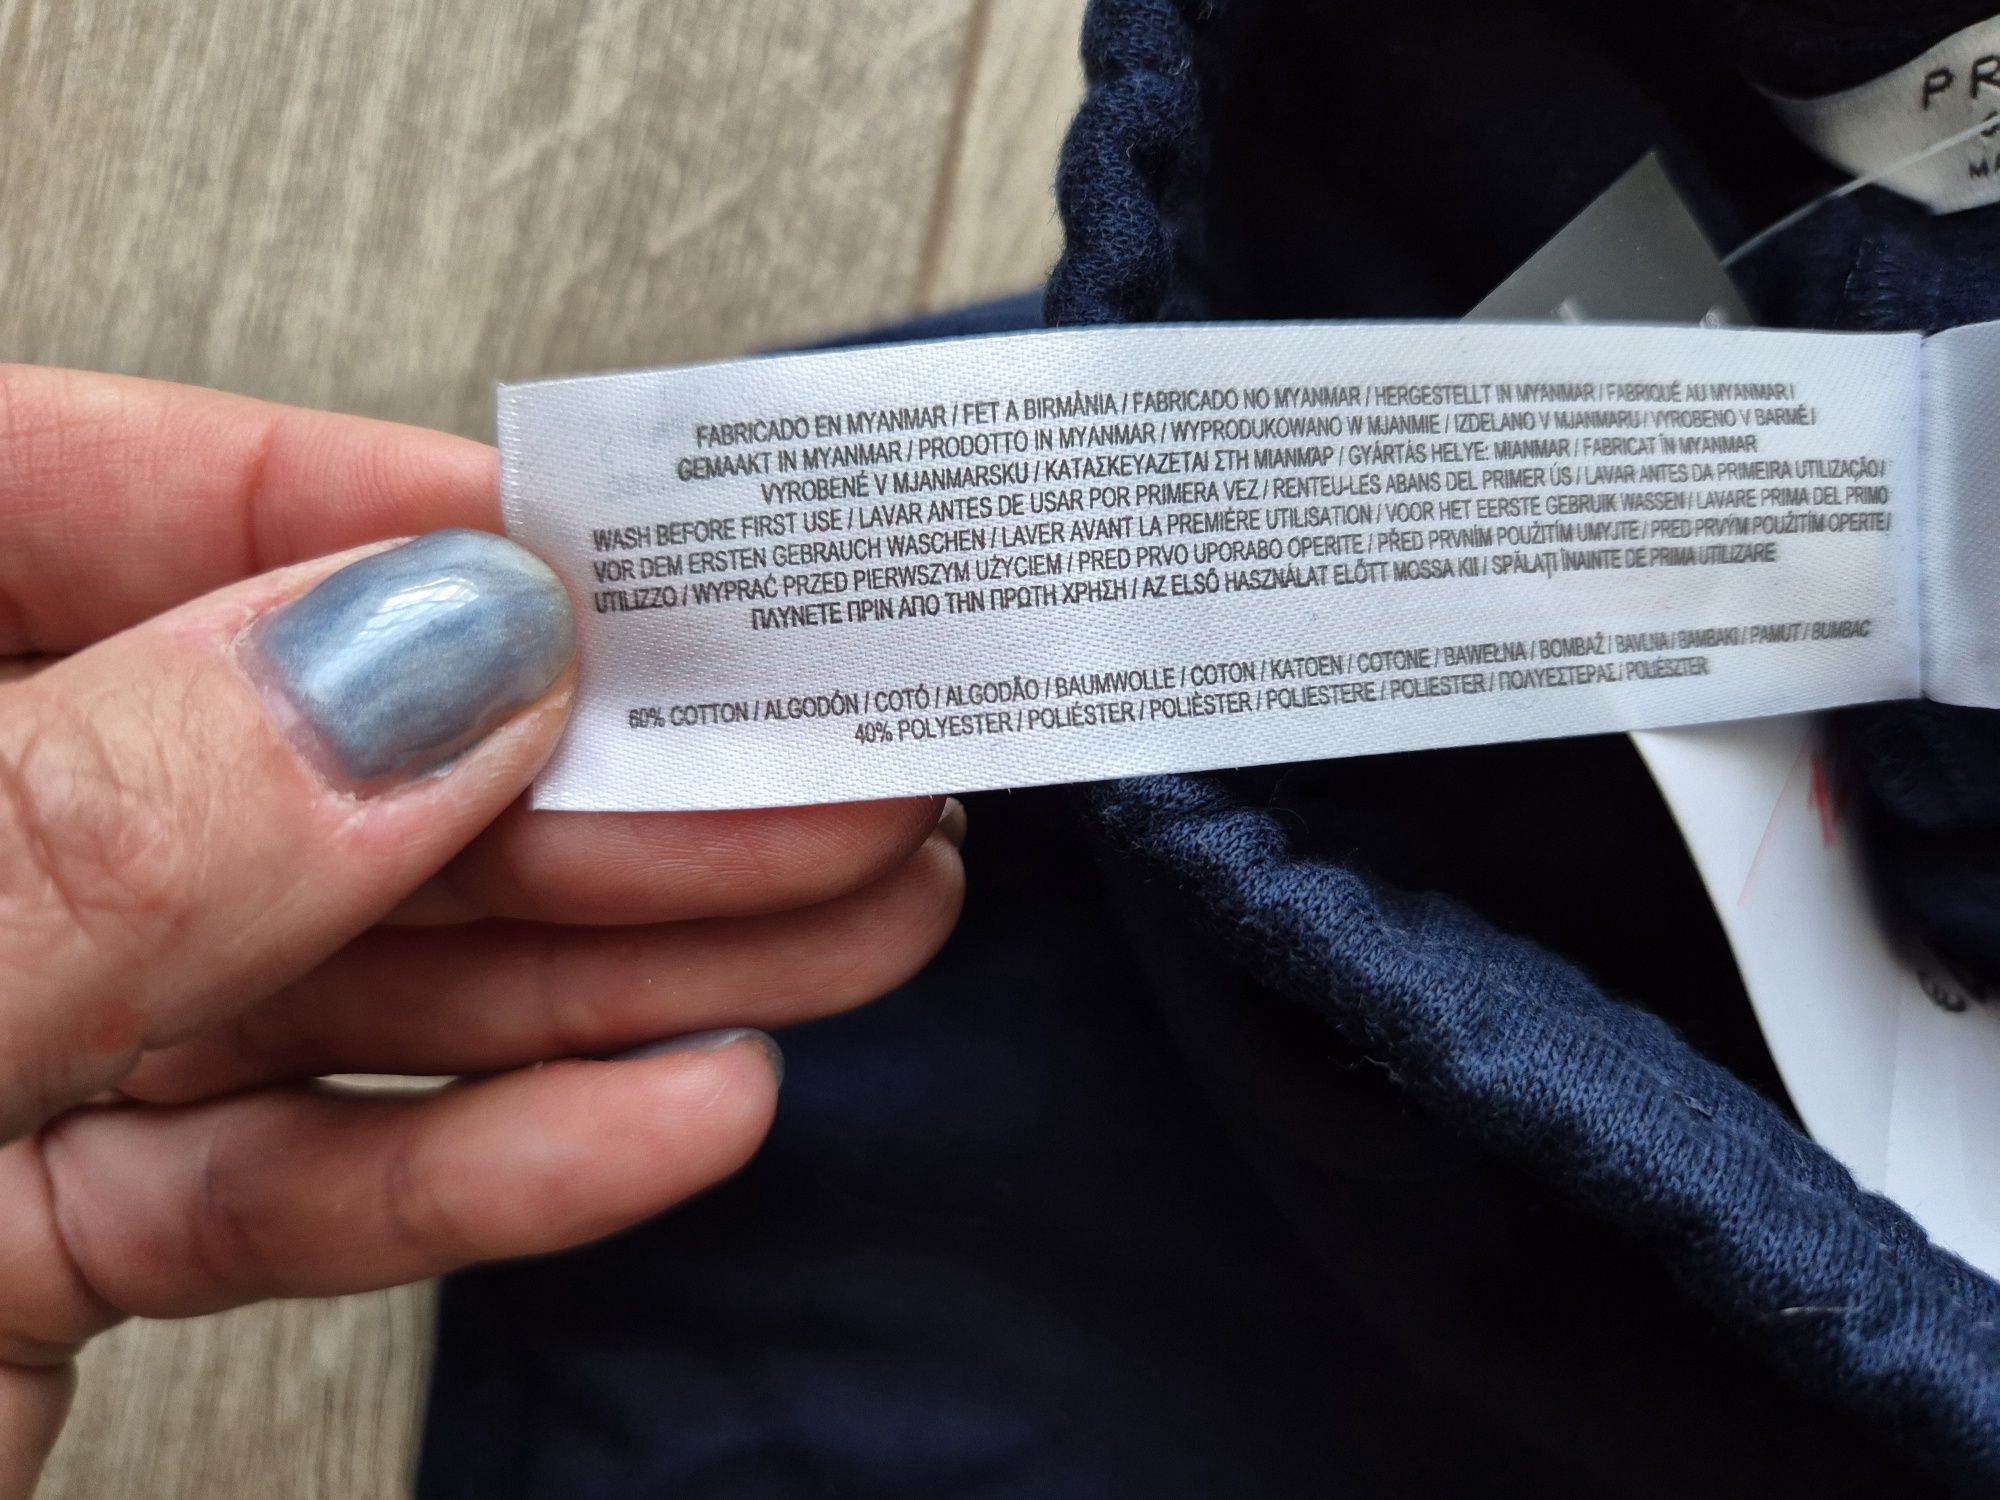 PR
MA
FABRICADO EN MYANMAR / FET A BIRMÀNIA / FABRICADO NO MYANMAR / HERGESTELLT IN MYANMAR / FABRIQUÉ AU MYANMAR /
GEMAAKT IN MYANMAR / PRODOTTO IN MYANMAR / WYPRODUKOWANO W MJANMIE / IZDELANO V MJANMARU / VYROBENO V BARMĚ /
VYROBENÉ V MJANMARSKU / ΚΑΤΑΣΚΕΥΑΖΕΤΑΙ ΣΤΗ ΜΙΑΝΜΆΡ / GYÁRTÁS HELYE: MIANMAR / FABRICAT ÎN MYANMAR
WASH BEFORE FIRST USE / LAVAR ANTES DE USAR POR PRIMERA VEZ / RENTEU-LES ABANS DEL PRIMER ÚS / LAVAR ANTES DA PRIMEIRA UTILIZAÇÃO /
VOR DEM ERSTEN GEBRAUCH WASCHEN / LAVER AVANT LA PREMIÈRE UTILISATION / VOOR HET EERSTE GEBRUIK WASSEN / LAVARE PRIMA DEL PRIMO
UTILIZZO / WYPRAĆ PRZED PIERWSZYM UŻYCIEM / PRED PRVO UPORABO OPERITE / PŘED PRVNÍM POUŽITÍM UMYJTE / PRED PRVÝM POUŽITÍM OPERTE /
ΠΛΥΝΕΤΕ ΠΡΙΝ ΑΠΟ ΤΗΝ ΠΡΩΤΗ ΧΡΗΣΗ / AZ ELSŐ HASZNÁLAT ELŐTT MOSSA KI / SPĂLAȚI ÎNAINTE DE PRIMA UTILIZARE
60% COTTON / ALGODÓN / COTÓ / ALGODÃO / BAUMWOLLE / COTON / KATOEN / COTONE / BAWEŁNA / BOMBAŽ / BAVLNA / ΒΑΜΒΑΚΙ / PAMUT / BUMBAC
40% POLYESTER / POLIÉSTER / POLIÈSTER / POLIESTERE / POLIESTER / ΠΟΛΥΕΣΤΕΡΑΣ / POLIÉSZTER